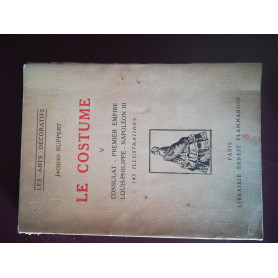 LES ARTS DÉCORATIFS
JACQUES RUPPERT
LE COSTUME
V
CONSULAT - PREMIER EMPIRE
LOUIS-PHILIPPE - NAPOLÉON III
145 ILLUSTRATIONS
PARIS
LIBRAIRIE ERNEST FLAMMARION